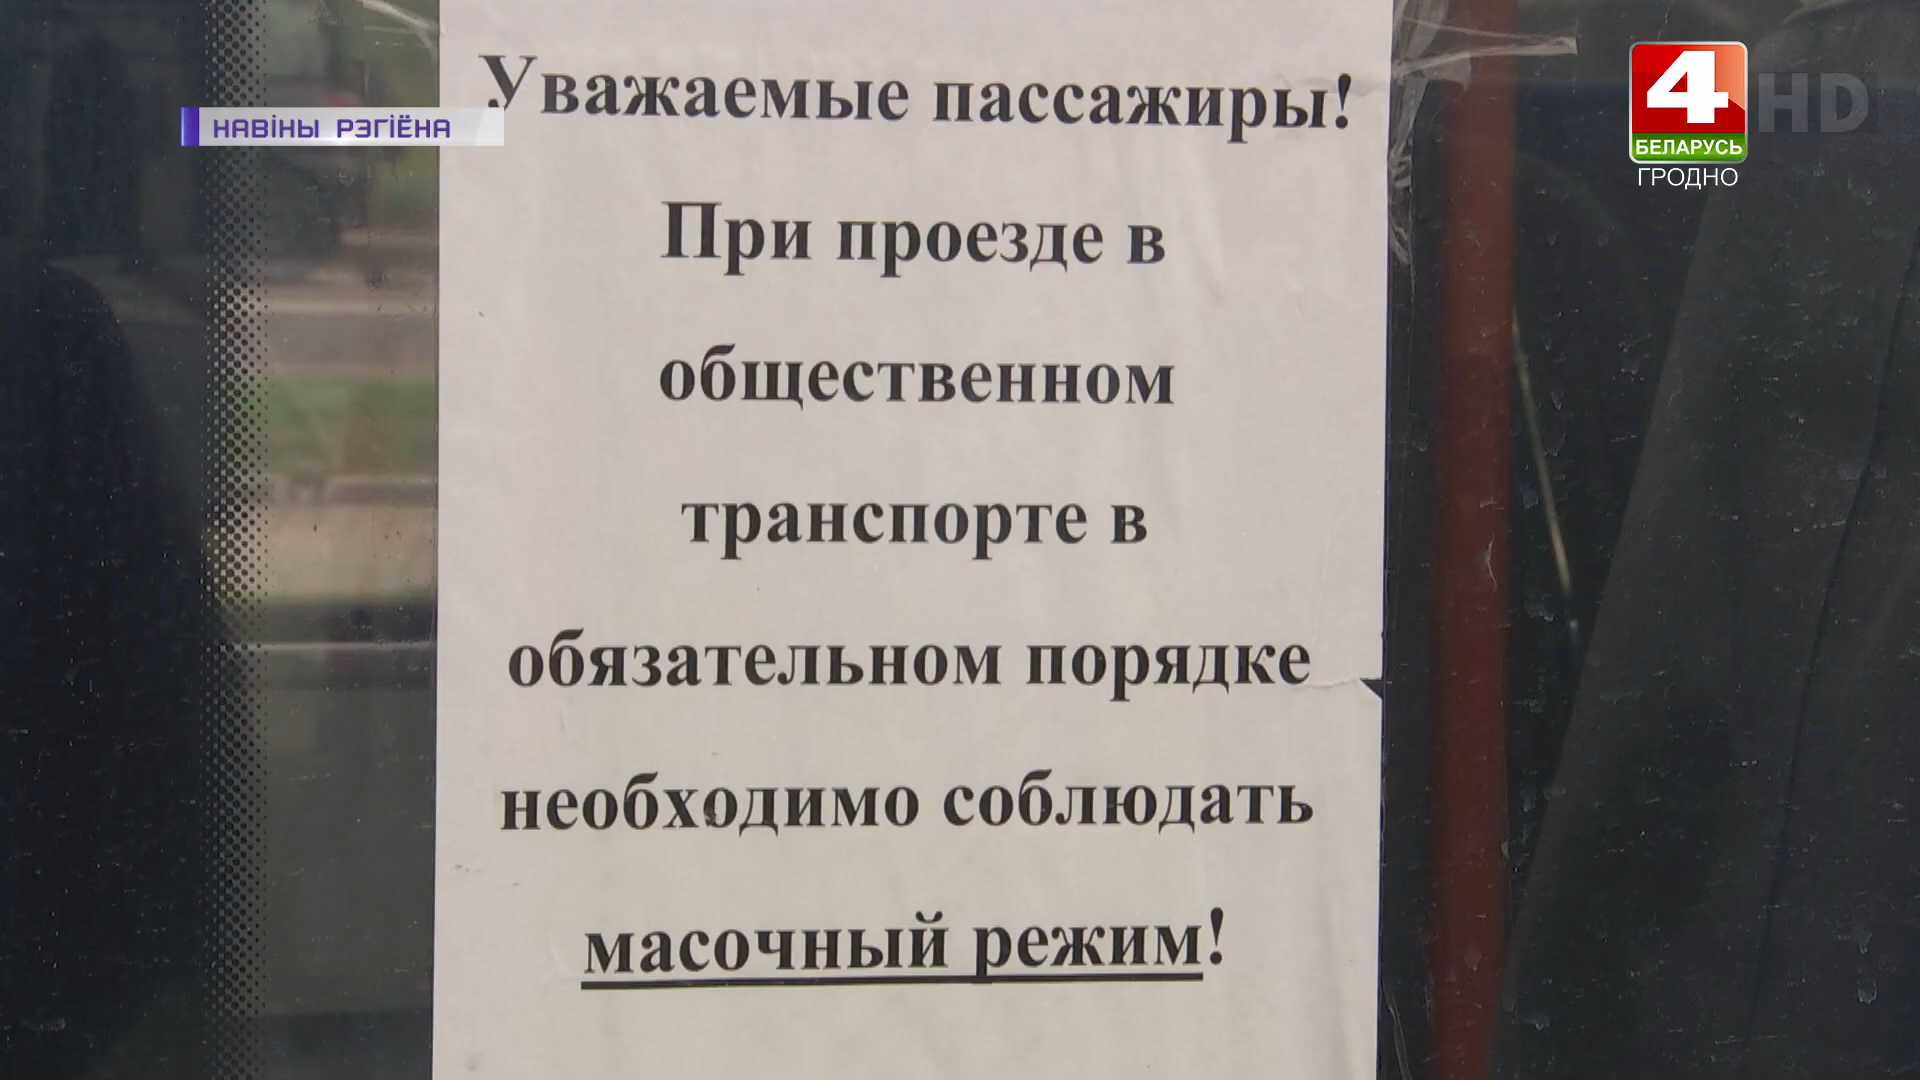 Уважаемые пассажиры!
НАВІНЫ РЭГІЁНА
4 HD
БЕЛАРУСЬ
ГРОДНО
При проезде в
общественном
транспорте в
обязательном порядке
необходимо соблюдать
масочный режим!